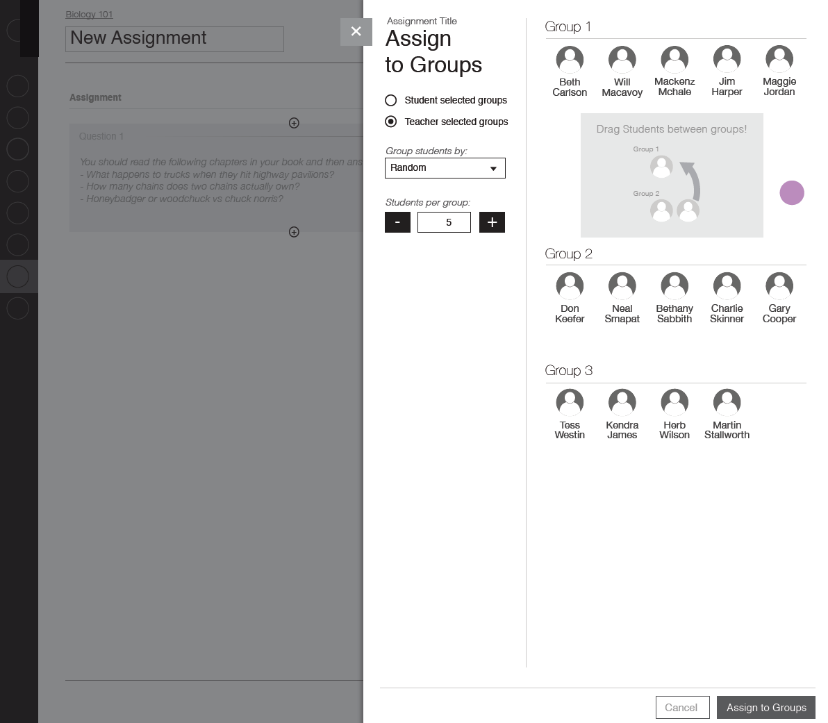 Biology 101
New Assignment
Assignment
Question 1
You should read the following chapters in your book and then ans
- What happens to trucks when they hit highway pavilions?
- How many chains does two chains actually own?
- Honeybadger or woodchuck vs chuck norris?
×
Assignment Title
Assign
to Groups
Student selected groups
Teacher selected groups
Group students by:
Random
Students per group:
- 5 +
Group 1
Beth Carlson
Will Macavoy
Mackenz Mchale
Jim Harper
Maggie Jordan
Drag Students between groups!
Group 1
Group 2
Group 2
Don Keefer
Neal Smapat
Bethany Sabbith
Charlie Skinner
Gary Cooper
Group 3
Tess Westin
Kendra James
Herb Wilson
Martin Stallworth
Cancel
Assign to Groups